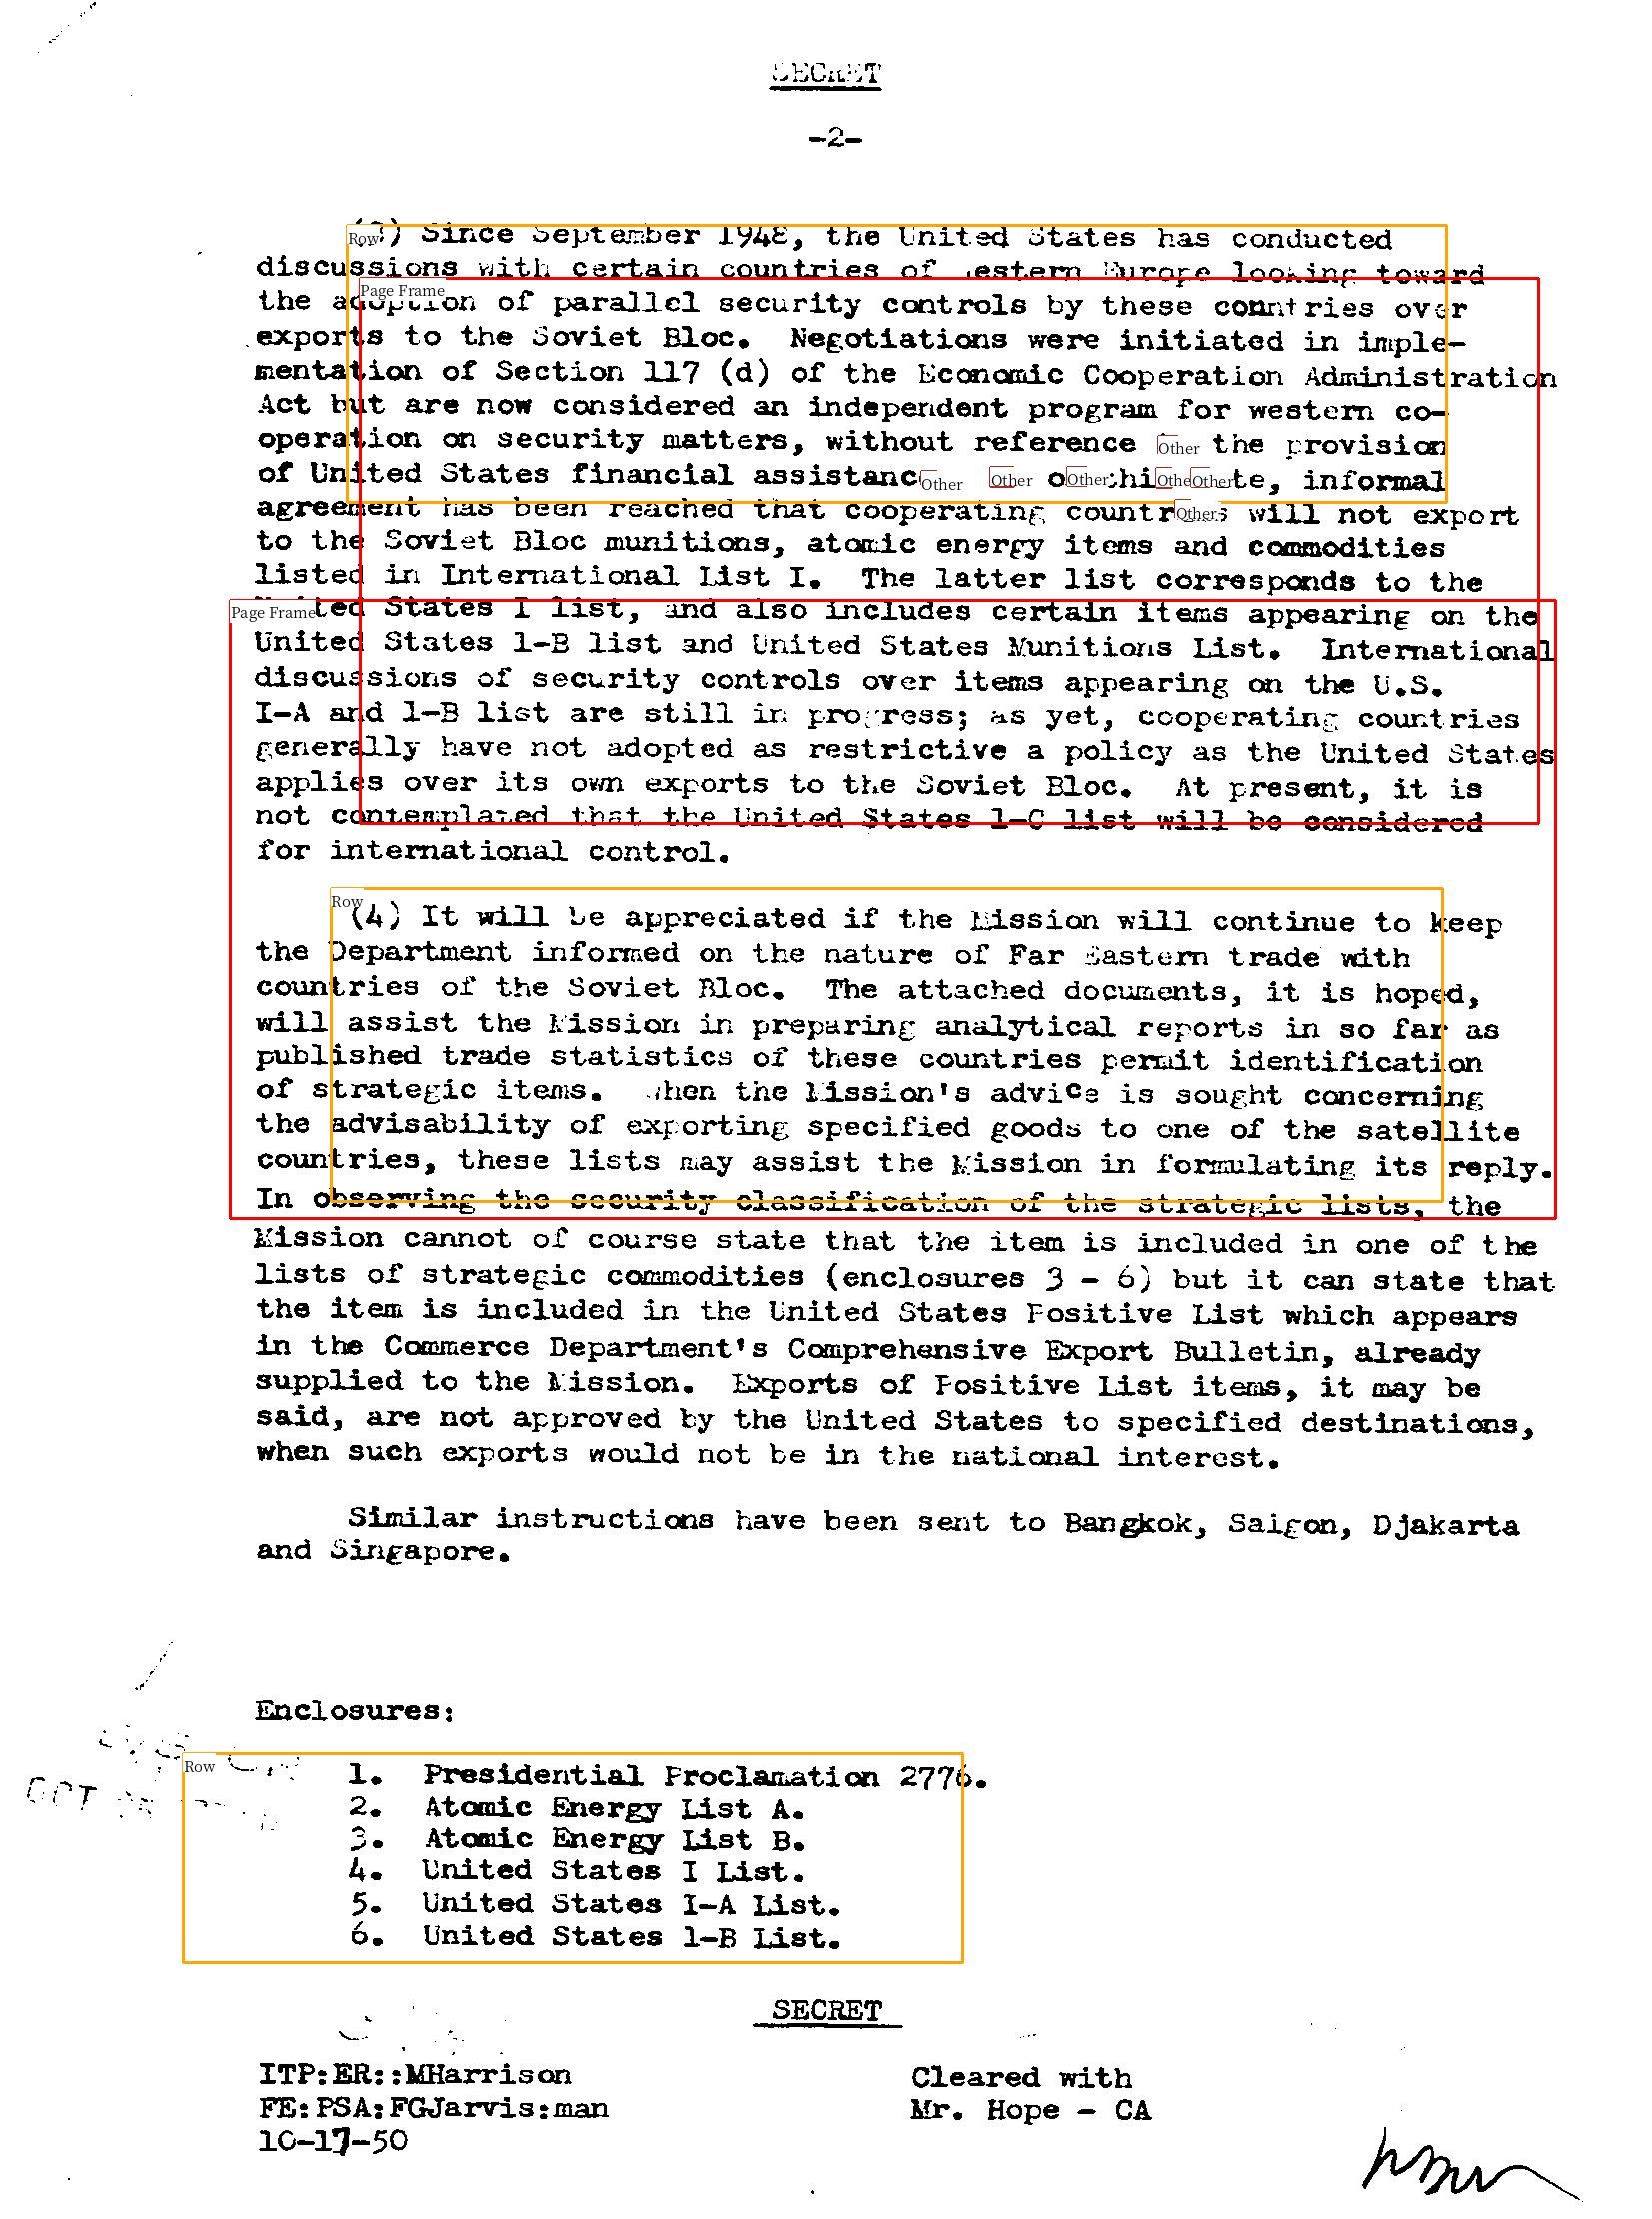 SECRET
-2-
) Since September 1948, the United States has conducted
discussions with certain countries of Western Europe looking toward
the adoption of parallel security controls by these countries over
exports to the Soviet Bloc. Negotiations were initiated in imple-
mentation of Section 117 (d) of the Economic Cooperation Administration
Act but are now considered an independent program for western co-
operation on security matters, without reference the provision
of United States financial informal
agreement has been reached that cooperating will not export
to the Soviet Bloc munitions, atomic energy items and commodities
listed in International List I. The latter list corresponds to the
States I list, and also includes certain items appearing on the
United States 1-B list and United States Munitions List. International
discussions of security controls over items appearing on the U.S.
I-A and 1-B list are still in progress; as yet, cooperating countries
generally have not adopted as restrictive a policy as the United States
applies over its own exports to the Soviet Bloc. At present, it is
not contemplated that the United States 1-C list will be considered
for international control.
(4) It will be appreciated if the Mission will continue to keep
the Department informed on the nature of Far Eastern trade with
countries of the Soviet Bloc. The attached documents, it is hoped,
will assist the Mission in preparing analytical reports in so far as
published trade statistics of these countries permit identification
of strategic items. When the Mission's advice is sought concerning
the advisability of exporting specified goods to one of the satellite
countries, these lists may assist the Mission in formulating its reply.
In observing the security classification of the strategic lists, the
Mission cannot of course state that the item is included in one of the
lists of strategic commodities (enclosures 3 - 6) but it can state that
the item is included in the United States Positive List which appears
in the Commerce Department's Comprehensive Export Bulletin, already
supplied to the Mission. Exports of Positive List items, it may be
said, are not approved by the United States to specified destinations,
when such exports would not be in the national interest.
Similar instructions have been sent to Bangkok, Saigon, Djakarta
and Singapore.
Enclosures:
1. Presidential Proclamation 2776.
2. Atomic Energy List A.
3. Atomic Energy List B.
4. United States I List.
5. United States I-A List.
6. United States 1-B List.
OCT
SECRET
ITP:ER::MHarrison Cleared with
FE:PSA:FGJarvis:man Mr. Hope - CA
10-17-50
Row
Page Frame
Other
Other
Other
Other
Other
Other
Other
Page Frame
Row
Row